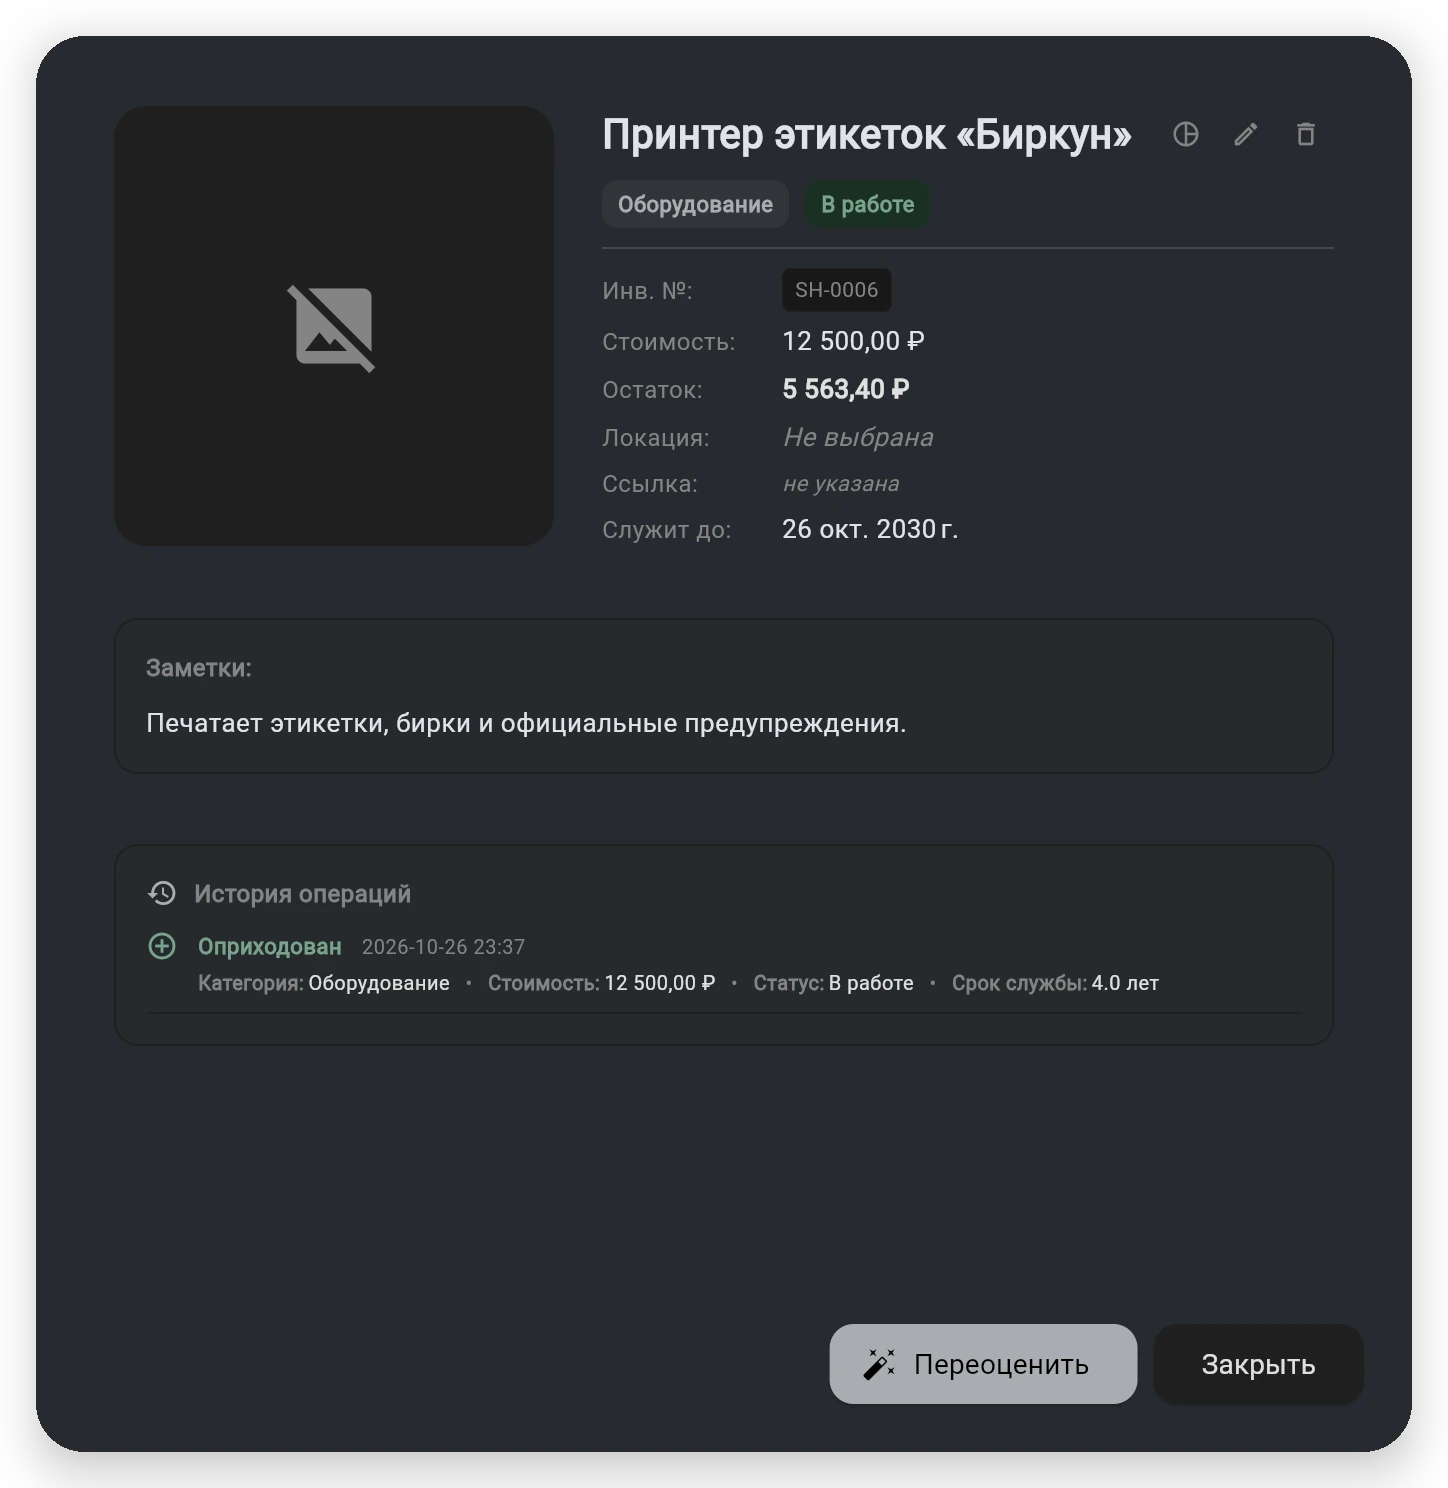 Принтер этикеток «Биркун»
Оборудование В работе
Инв. №: SH-0006
Стоимость: 12 500,00 ₽
Остаток: 5 563,40 ₽
Локация: Не выбрана
Ссылка: не указана
Служит до: 26 окт. 2030 г.
Заметки:
Печатает этикетки, бирки и официальные предупреждения.
История операций
Оприходован 2026-10-26 23:37
Категория: Оборудование • Стоимость: 12 500,00 ₽ • Статус: В работе • Срок службы: 4.0 лет
Переоценить Закрыть